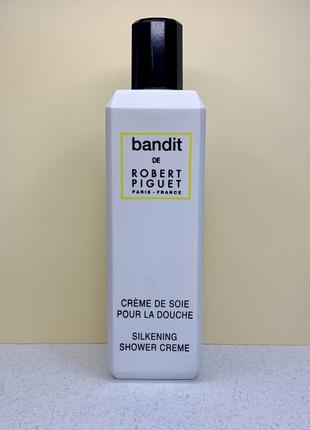 bandit
DE
ROBERT
PIGUET
PARIS - FRANCE
CRÈME DE SOIE
POUR LA DOUCHE
SILKENING
SHOWER CREME